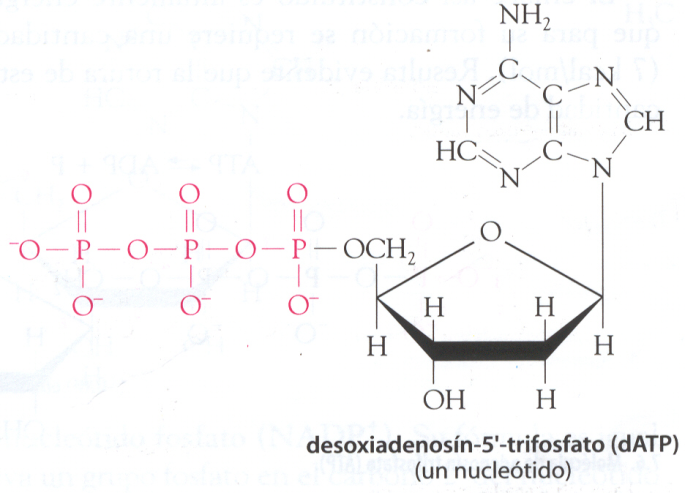 NH₂
C
N
C
N
CH
HC
N
C
N
O
O
O
⁻O—P—O—P—O—P—OCH₂
O
O⁻
O⁻
O⁻
H
H
H
H
OH
H
desoxiadenosín-5'-trifosfato (dATP)
(un nucleótido)